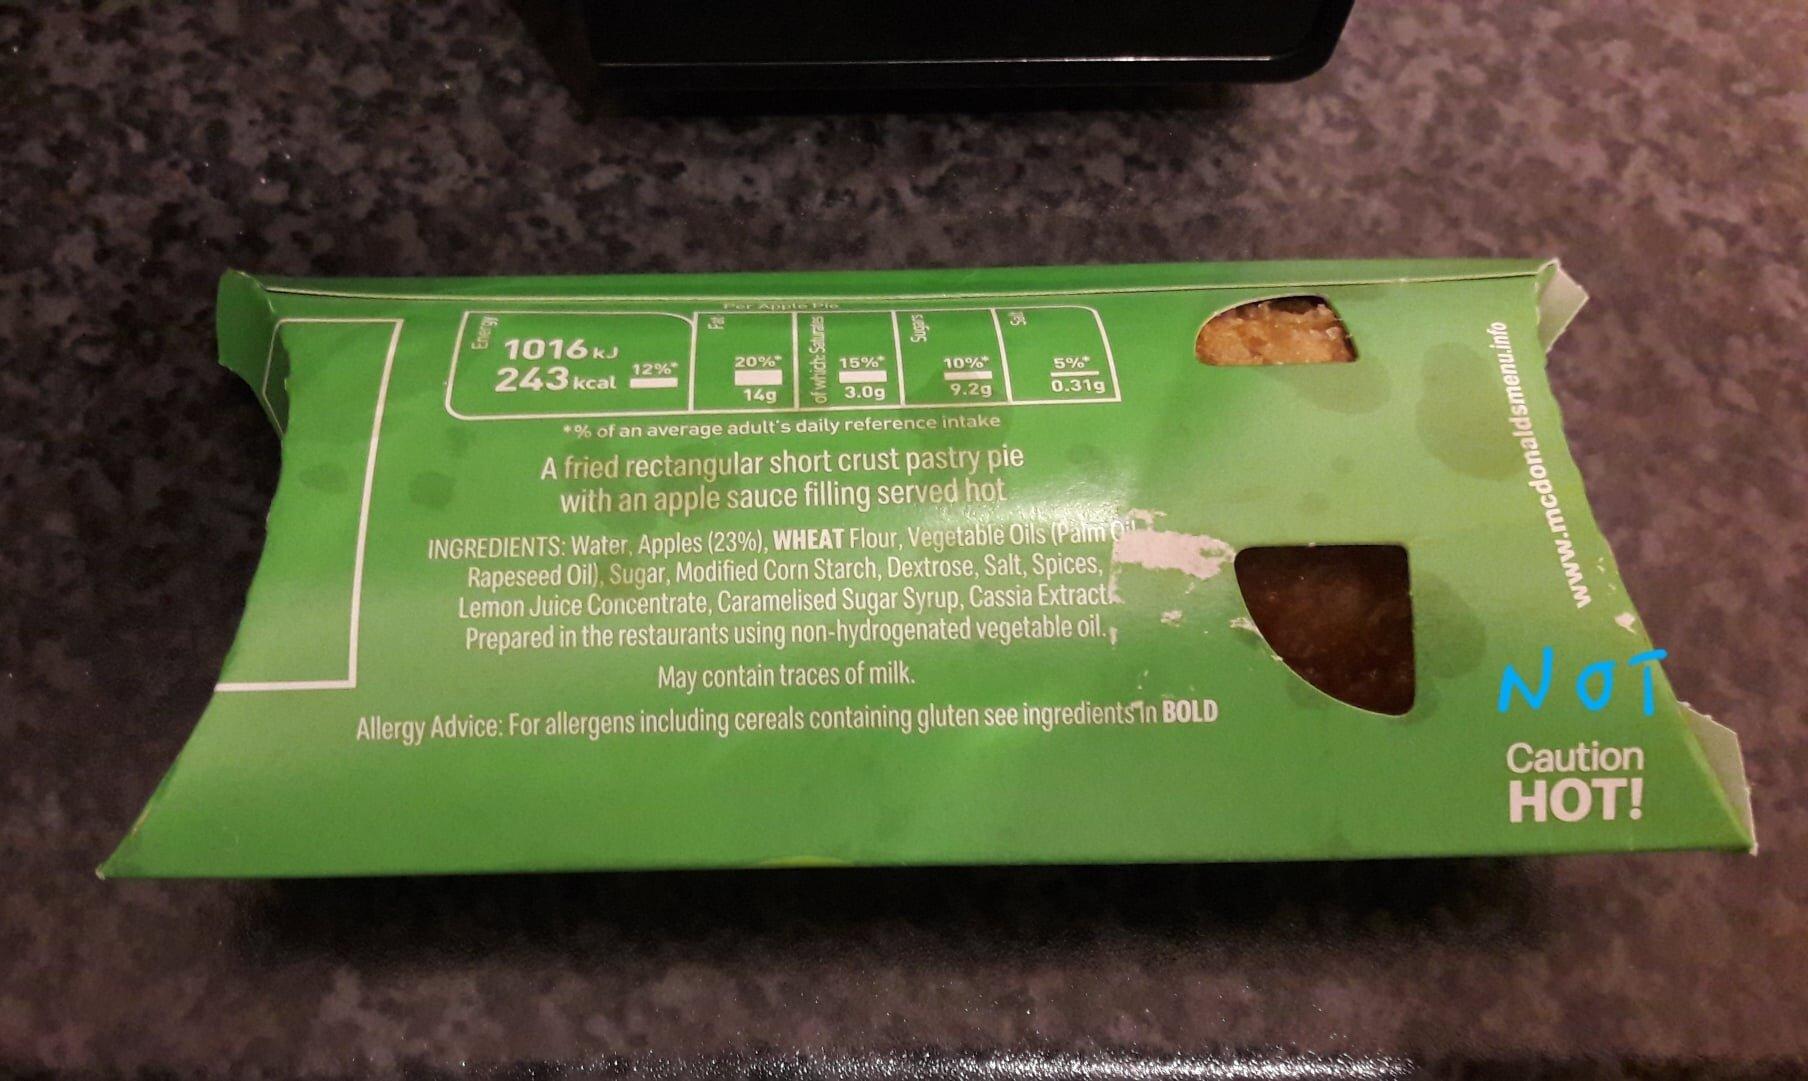 Per Apple Pie
Energy
1016 kJ
243 kcal
12%*
Fat
20%*
14g
of which: Saturates
15%*
3.0g
Sugars
10%*
9.2g
Salt
5%*
0.31g
*% of an average adult's daily reference intake
A fried rectangular short crust pastry pie
with an apple sauce filling served hot
INGREDIENTS: Water, Apples (23%), WHEAT Flour, Vegetable Oils (Palm Oil
Rapeseed Oil), Sugar, Modified Corn Starch, Dextrose, Salt, Spices,
Lemon Juice Concentrate, Caramelised Sugar Syrup, Cassia Extract.
Prepared in the restaurants using non-hydrogenated vegetable oil.
May contain traces of milk.
Allergy Advice: For allergens including cereals containing gluten see ingredients in BOLD
www.mcdonaldsmenu.info
NOT
Caution
HOT!